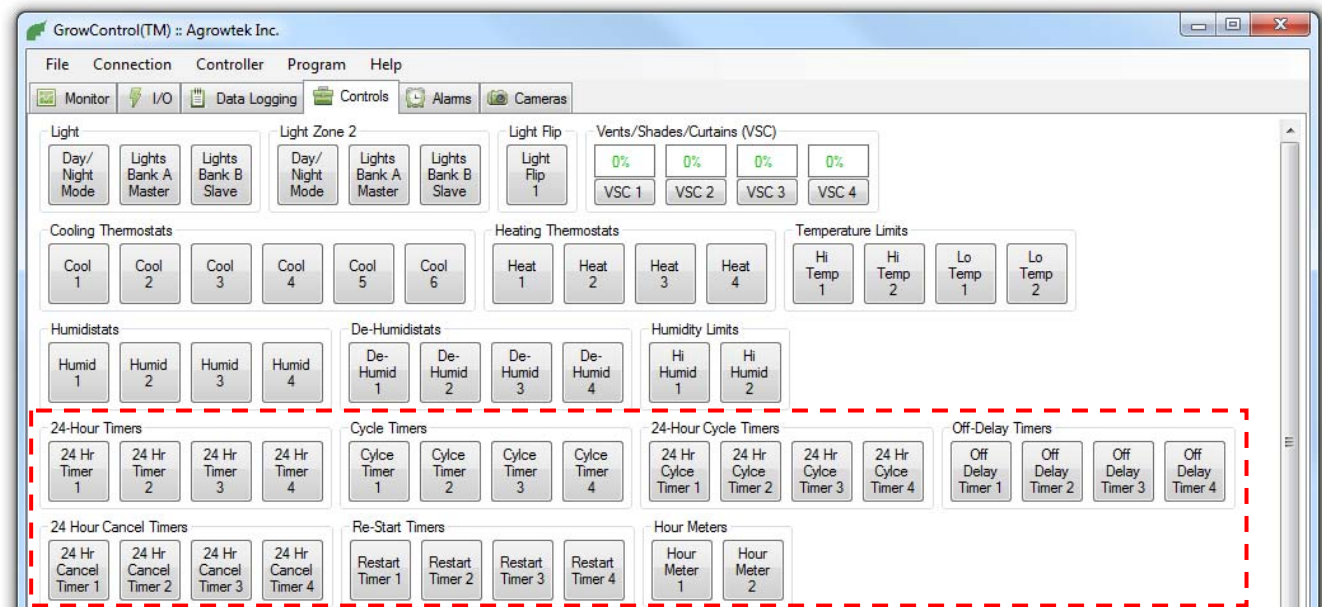 GrowControl(TM) :: Agrowtek Inc.
File Connection Controller Program Help
Monitor I/O Data Logging Controls Alarms Cameras
Light Light Zone 2 Light Flip Vents/Shades/Curtains (VSC)
Day/ Lights Lights Day/ Lights Lights Light 0% 0% 0% 0%
Night Bank A Bank B Night Bank A Bank B Flip
Mode Master Slave Mode Master Slave 1 VSC 1 VSC 2 VSC 3 VSC 4
Cooling Thermostats Heating Thermostats Temperature Limits
Cool Cool Cool Cool Cool Cool Heat Heat Heat Heat Hi Hi Lo Lo
Temp Temp Temp Temp
1 2 3 4 5 6 1 2 3 4 1 2 1 2
Humidistats De-Humidistats Humidity Limits
Humid Humid Humid Humid De- De- De- De- Hi Hi
Humid Humid Humid Humid Humid Humid
1 2 3 4 1 2 3 4 1 2
24-Hour Timers Cycle Timers 24-Hour Cycle Timers Off-Delay Timers
24 Hr 24 Hr 24 Hr 24 Hr Cylce Cylce Cylce Cylce 24 Hr 24 Hr 24 Hr 24 Hr Off Off Off Off
Timer Timer Timer Timer Timer Timer Timer Timer Cylce Cylce Cylce Cylce Delay Delay Delay Delay
1 2 3 4 1 2 3 4 Timer 1 Timer 2 Timer 3 Timer 4 Timer 1 Timer 2 Timer 3 Timer 4
24 Hour Cancel Timers Re-Start Timers Hour Meters
24 Hr 24 Hr 24 Hr 24 Hr Restart Restart Restart Restart Hour Hour
Cancel Cancel Cancel Cancel Timer 1 Timer 2 Timer 3 Timer 4 Meter Meter
Timer 1 Timer 2 Timer 3 Timer 4 1 2